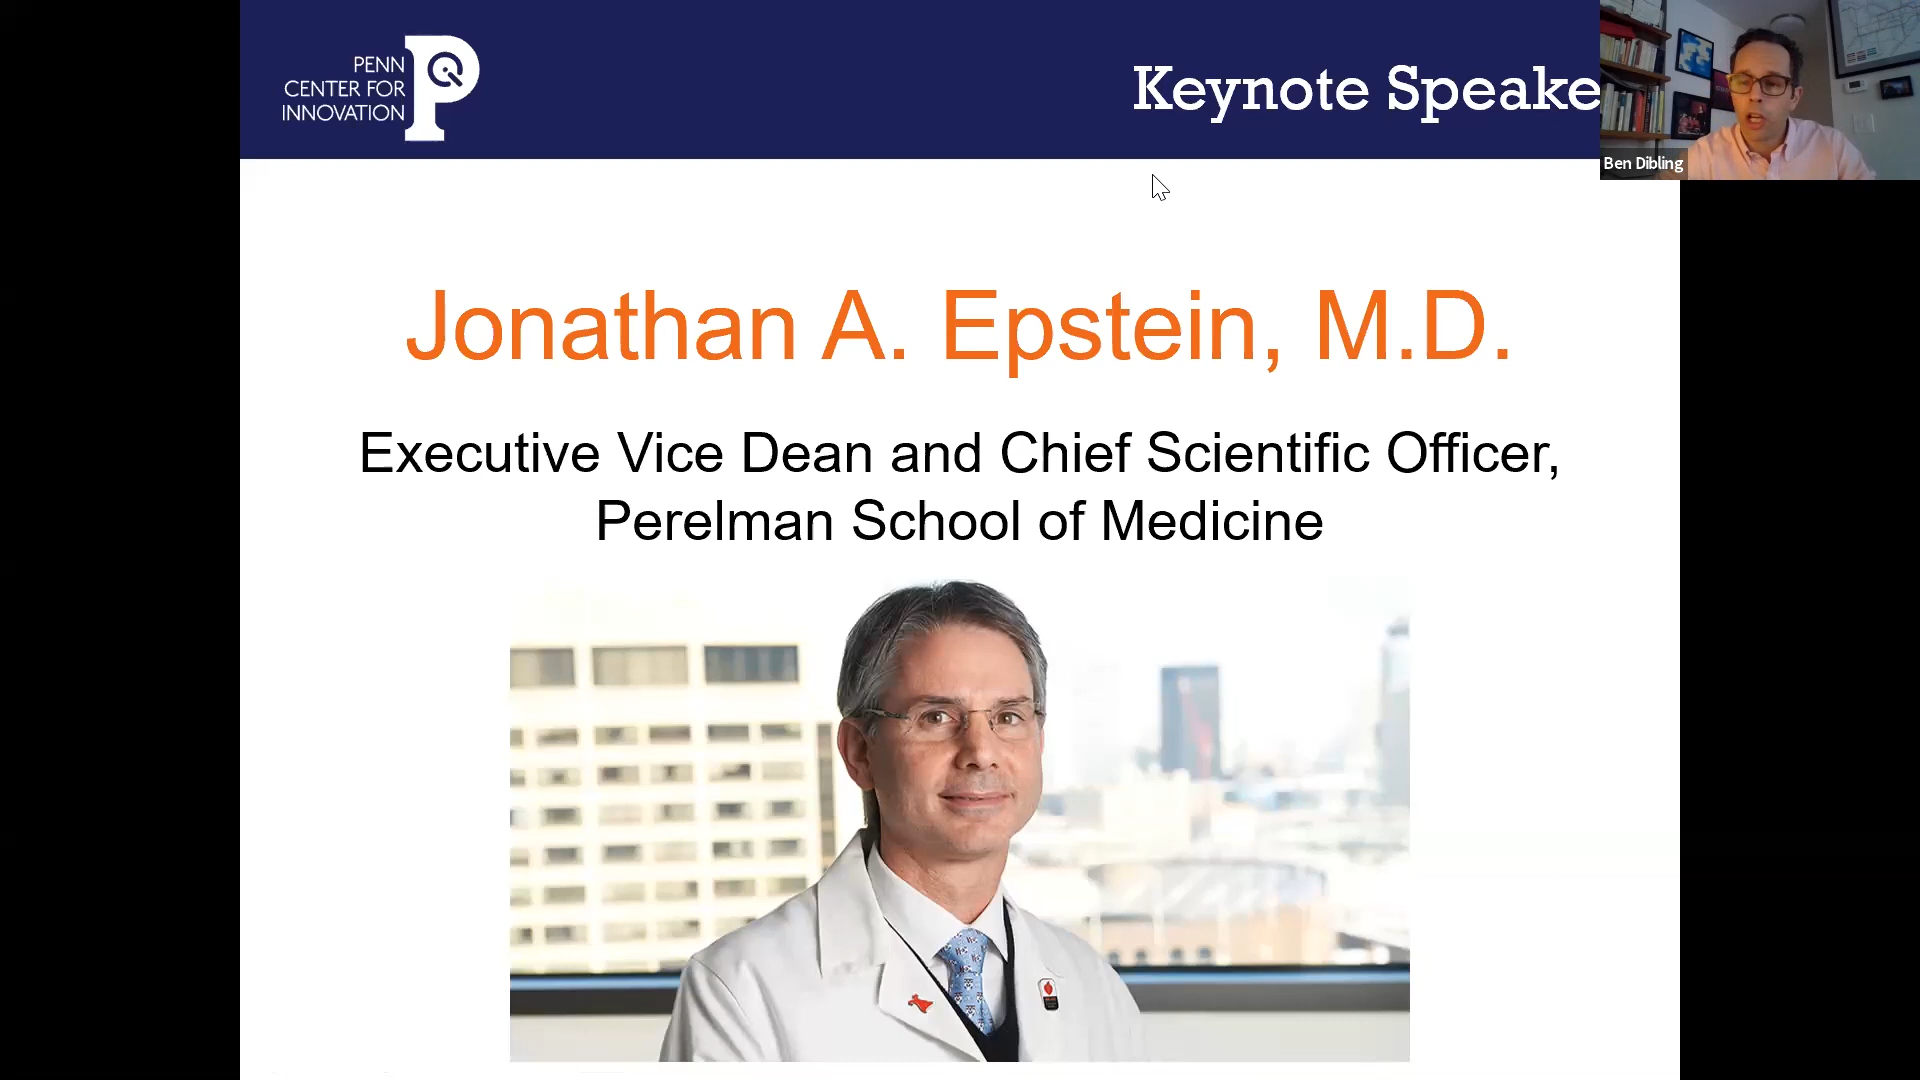 PENN
CENTER FOR
INNOVATION
Keynote Speake
Ben Dibling
Jonathan A. Epstein, M.D.
Executive Vice Dean and Chief Scientific Officer,
Perelman School of Medicine